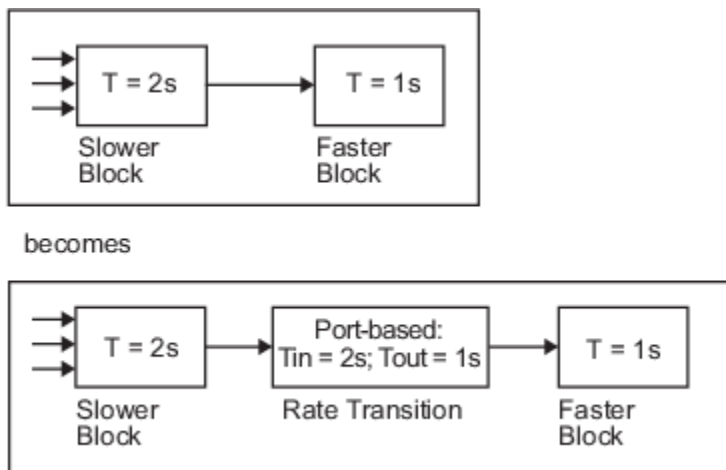 T = 2s
T = 1s
Slower
Block
Faster
Block
becomes
T = 2s
Port-based:
Tin = 2s; Tout = 1s
T = 1s
Slower
Block
Rate Transition
Faster
Block